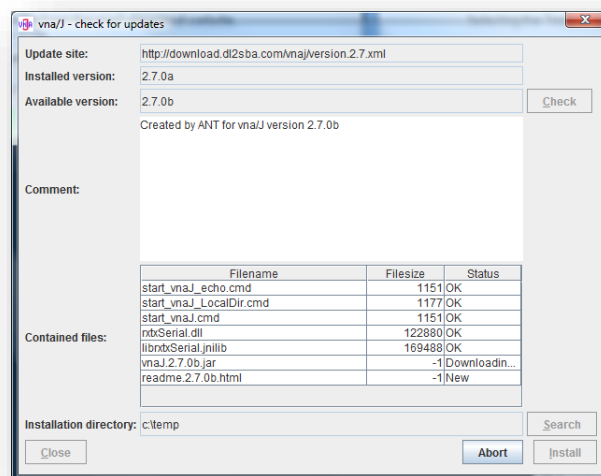 vna/J - check for updates
Update site: http://download.dl2sba.com/vnaj/version.2.7.xml
Installed version: 2.7.0a
Available version: 2.7.0b Check
Created by ANT for vna/J version 2.7.0b
Comment:
Filename Filesize Status
start_vnaJ_echo.cmd 1151 OK
start_vnaJ_LocalDir.cmd 1177 OK
start_vnaJ.cmd 1151 OK
rxtxSerial.dll 122880 OK
Contained files:
librxtxSerial.jnilib 169488 OK
vnaJ.2.7.0b.jar -1 Downloadin...
readme.2.7.0b.html -1 New
Installation directory: c:\temp Search
Close Abort Install